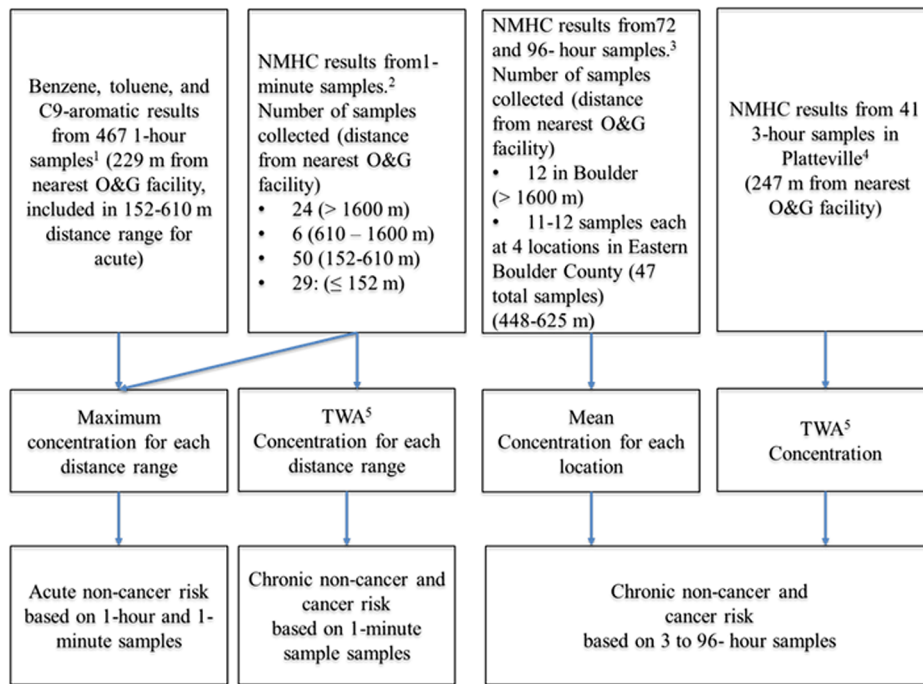 Benzene, toluene, and
C9-aromatic results
from 467 1-hour
samples¹ (229 m from
nearest O&G facility,
included in 152-610 m
distance range for
acute)
NMHC results from1-
minute samples.²
Number of samples
collected (distance
from nearest O&G
facility)
• 24 (> 1600 m)
• 6 (610 – 1600 m)
• 50 (152-610 m)
• 29: (≤ 152 m)
NMHC results from72
and 96- hour samples.³
Number of samples
collected (distance
from nearest O&G
facility)
• 12 in Boulder
(> 1600 m)
• 11-12 samples each
at 4 locations in Eastern
Boulder County (47
total samples)
(448-625 m)
NMHC results from 41
3-hour samples in
Platteville⁴
(247 m from nearest
O&G facility)
Maximum
concentration for each
distance range
TWA⁵
Concentration for each
distance range
Mean
Concentration for each
location
TWA⁵
Concentration
Acute non-cancer risk
based on 1-hour and 1-
minute samples
Chronic non-cancer and
cancer risk
based on 1-minute
sample samples
Chronic non-cancer and
cancer risk
based on 3 to 96- hour samples